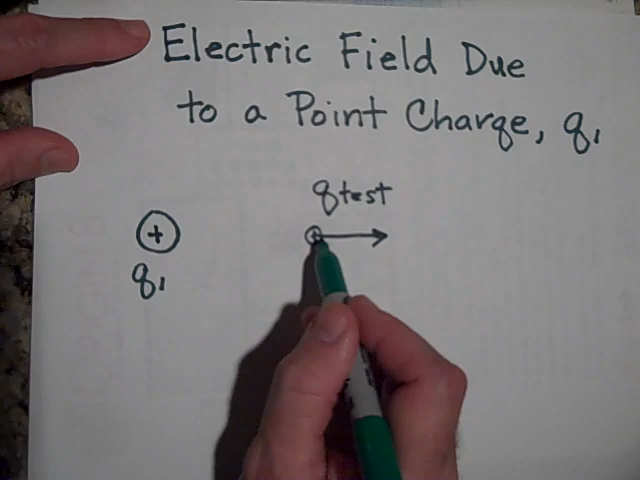 Electric Field Due
to a Point Charge, q₁
qtest
+
q₁